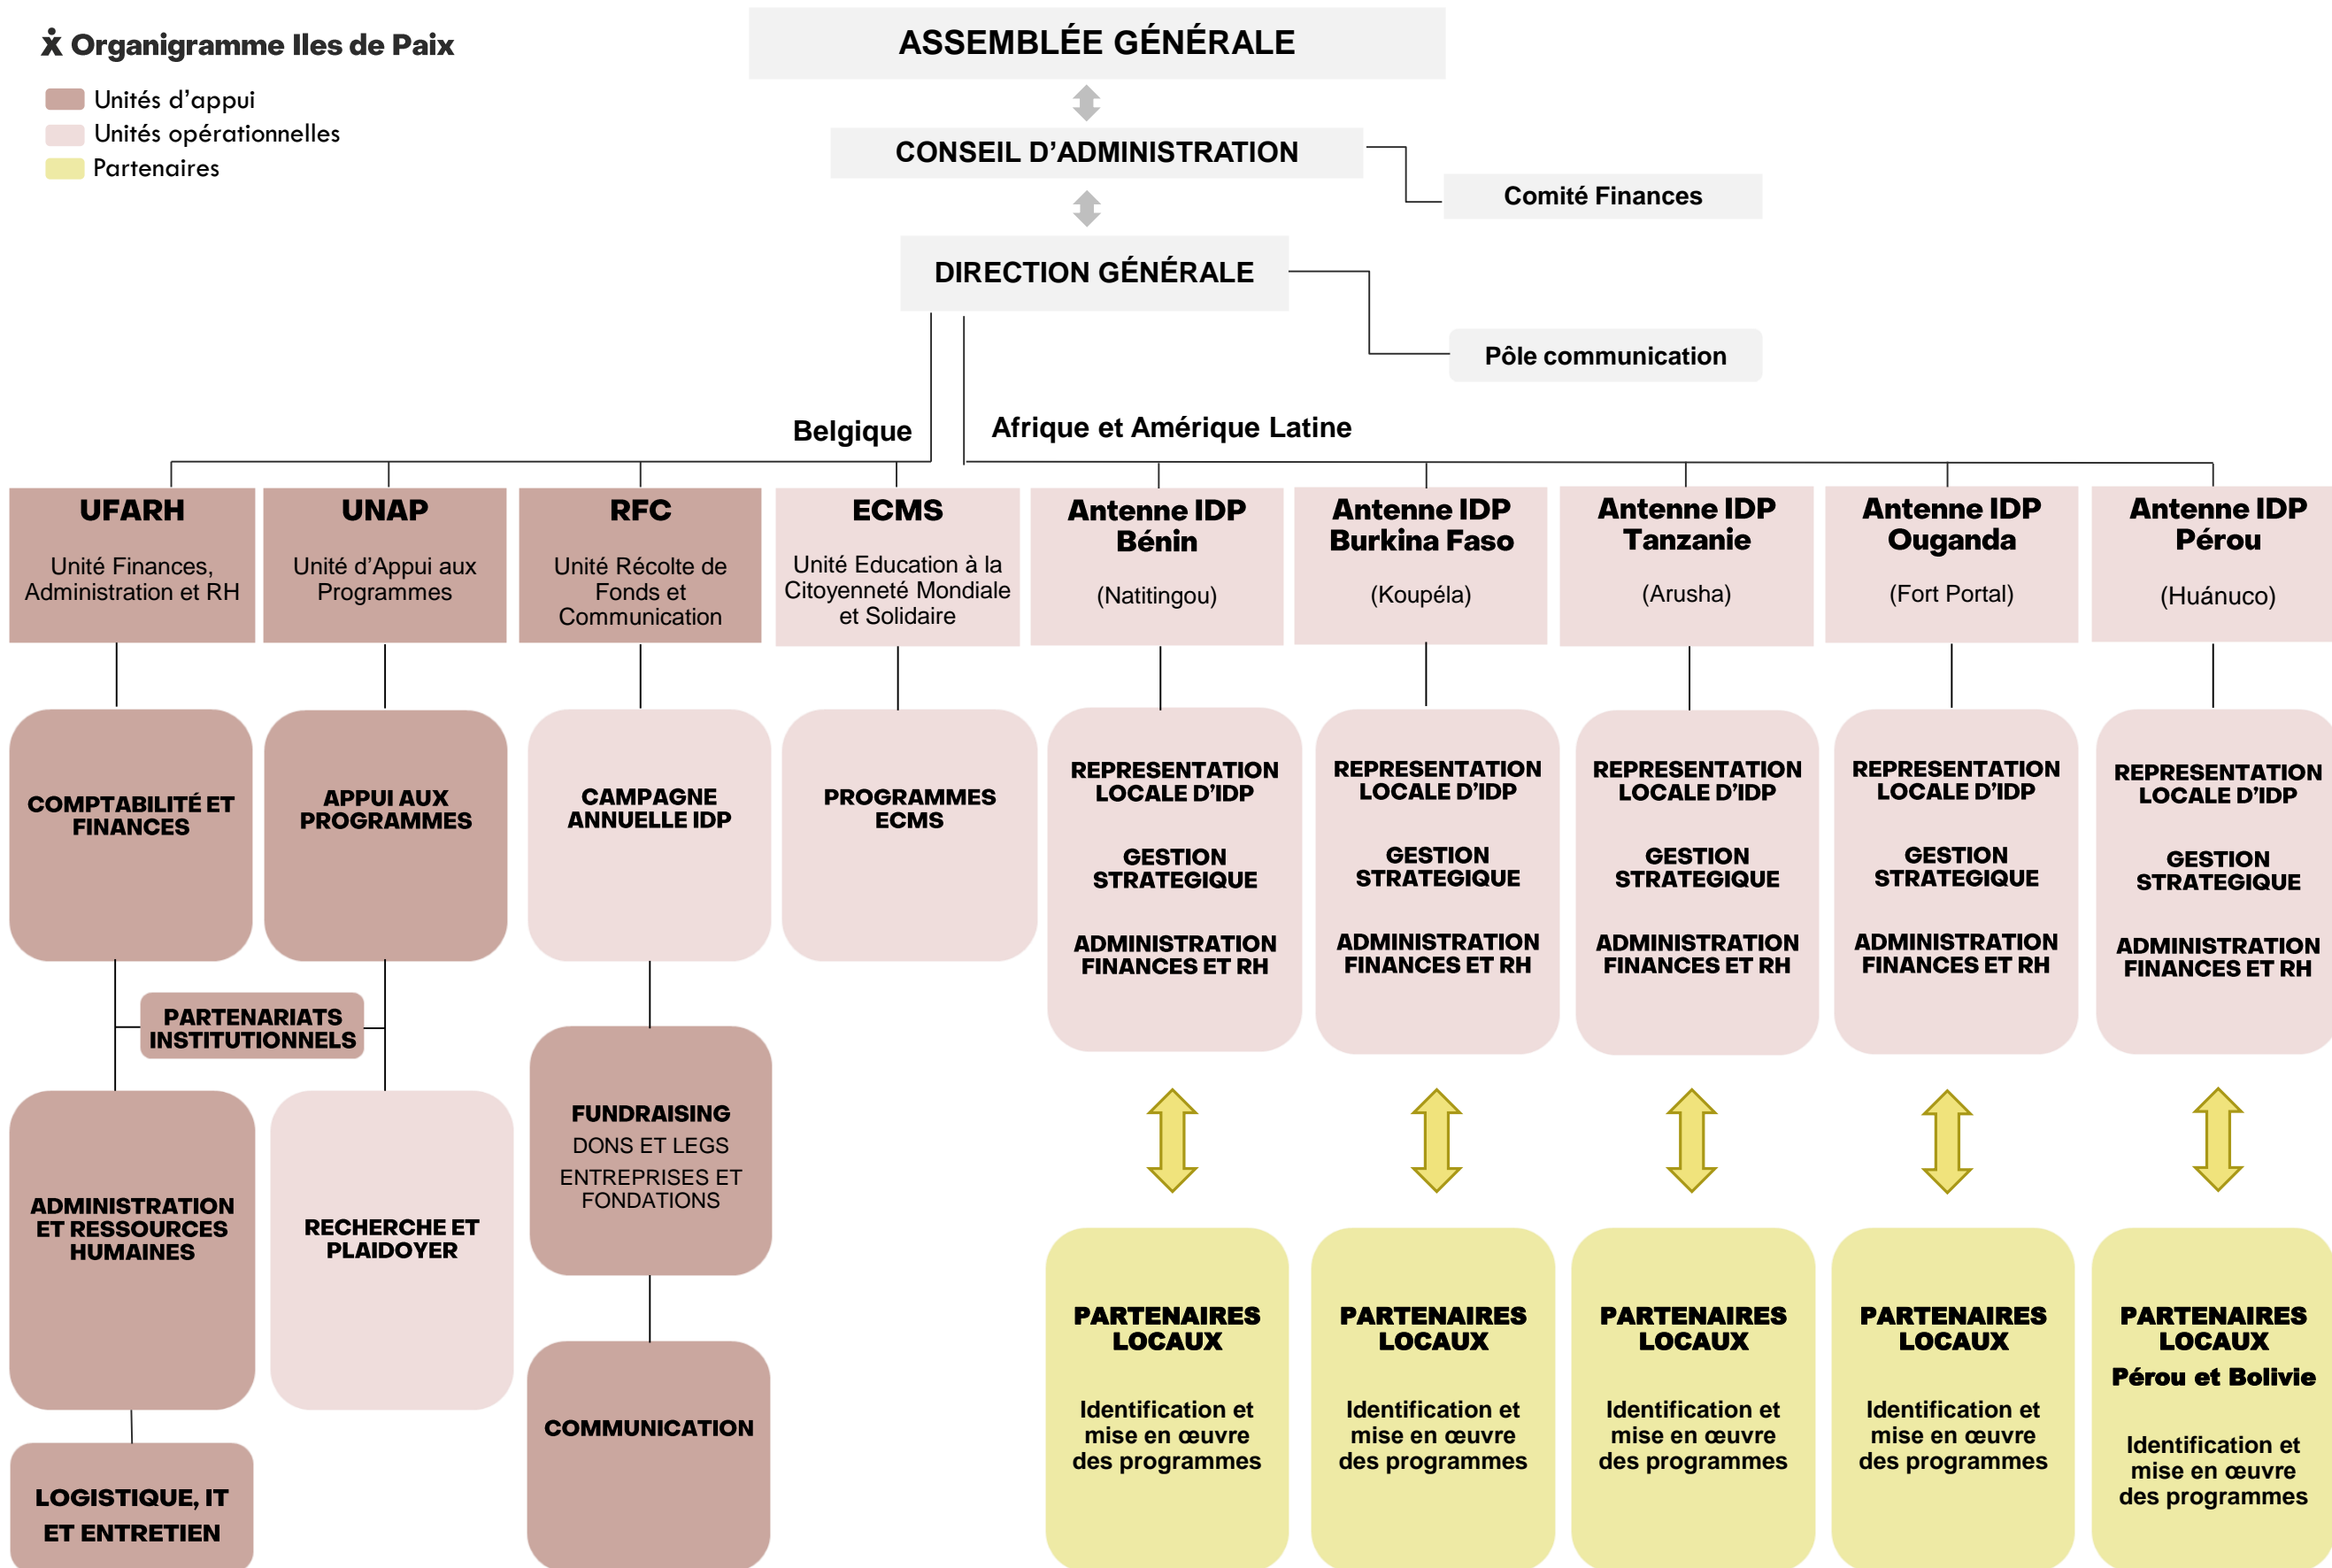 Organigramme Iles de Paix
Unités d'appui
Unités opérationnelles
Partenaires
ASSEMBLÉE GÉNÉRALE
CONSEIL D'ADMINISTRATION
Comité Finances
DIRECTION GÉNÉRALE
Pôle communication
Belgique
Afrique et Amérique Latine
UFARH
Unité Finances,
Administration et RH
UNAP
Unité d'Appui aux
Programmes
RFC
Unité Récolte de
Fonds et
Communication
ECMS
Unité Education à la
Citoyenneté Mondiale
et Solidaire
Antenne IDP
Bénin
(Natitingou)
Antenne IDP
Burkina Faso
(Koupéla)
Antenne IDP
Tanzanie
(Arusha)
Antenne IDP
Ouganda
(Fort Portal)
Antenne IDP
Pérou
(Huánuco)
COMPTABILITÉ ET
FINANCES
APPUI AUX
PROGRAMMES
CAMPAGNE
ANNUELLE IDP
PROGRAMMES
ECMS
REPRESENTATION
LOCALE D'IDP
GESTION
STRATEGIQUE
ADMINISTRATION
FINANCES ET RH
REPRESENTATION
LOCALE D'IDP
GESTION
STRATEGIQUE
ADMINISTRATION
FINANCES ET RH
REPRESENTATION
LOCALE D'IDP
GESTION
STRATEGIQUE
ADMINISTRATION
FINANCES ET RH
REPRESENTATION
LOCALE D'IDP
GESTION
STRATEGIQUE
ADMINISTRATION
FINANCES ET RH
REPRESENTATION
LOCALE D'IDP
GESTION
STRATEGIQUE
ADMINISTRATION
FINANCES ET RH
PARTENARIATS
INSTITUTIONNELS
ADMINISTRATION
ET RESSOURCES
HUMAINES
RECHERCHE ET
PLAIDOYER
FUNDRAISING
DONS ET LEGS
ENTREPRISES ET
FONDATIONS
COMMUNICATION
LOGISTIQUE, IT
ET ENTRETIEN
PARTENAIRES
LOCAUX
Identification et
mise en œuvre
des programmes
PARTENAIRES
LOCAUX
Identification et
mise en œuvre
des programmes
PARTENAIRES
LOCAUX
Identification et
mise en œuvre
des programmes
PARTENAIRES
LOCAUX
Identification et
mise en œuvre
des programmes
PARTENAIRES
LOCAUX
Pérou et Bolivie
Identification et
mise en œuvre
des programmes